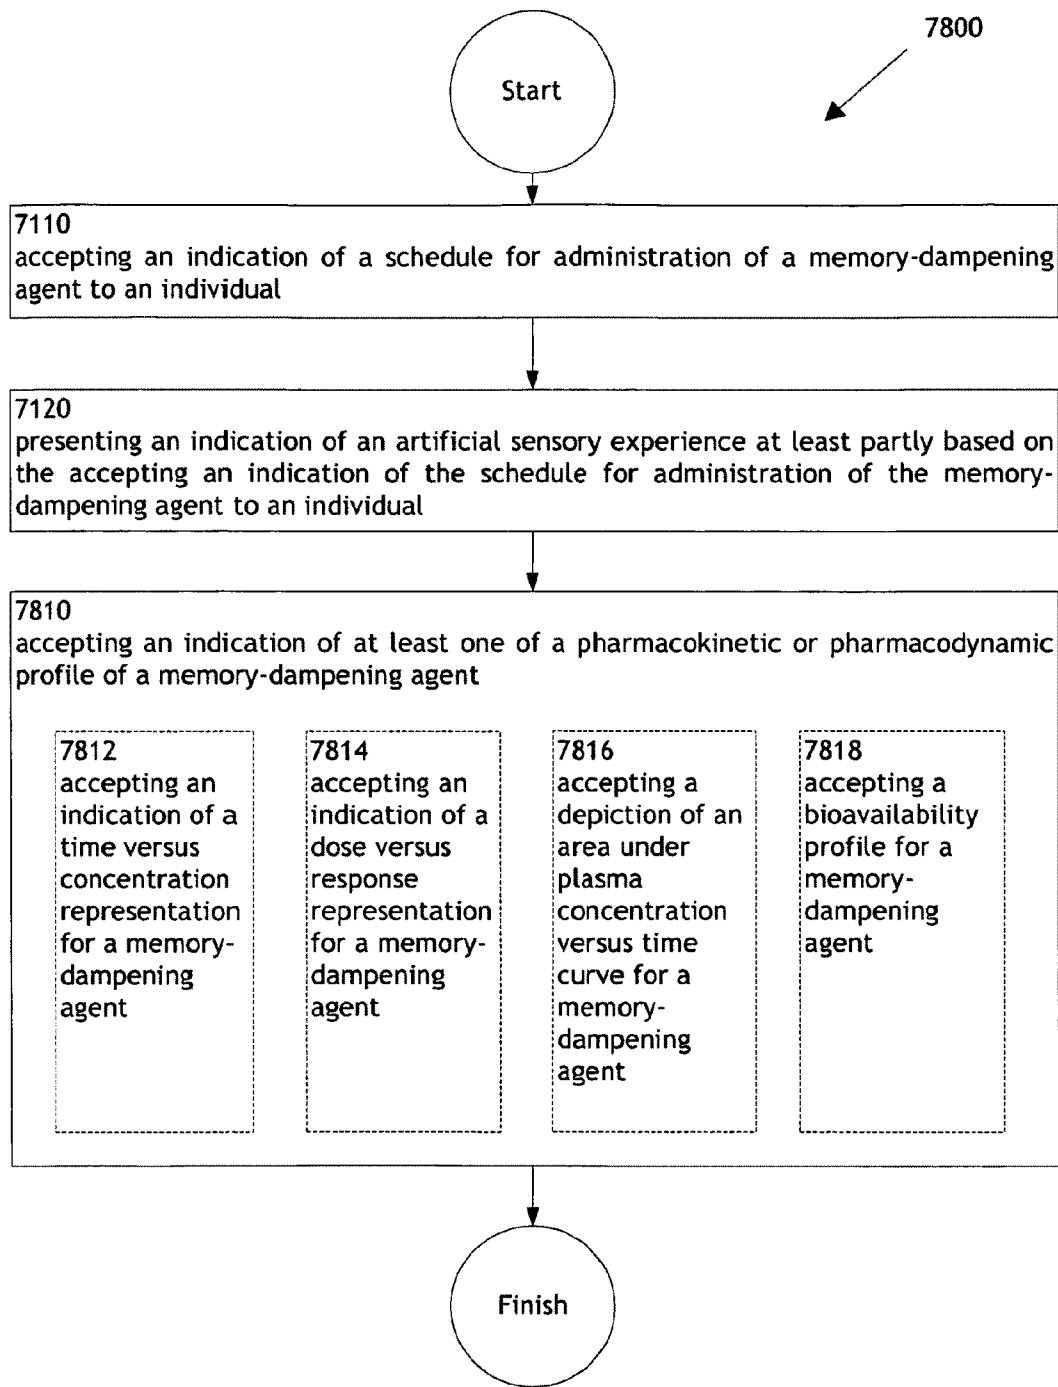 7800
Start
7110
accepting an indication of a schedule for administration of a memory-dampening
agent to an individual
7120
presenting an indication of an artificial sensory experience at least partly based on
the accepting an indication of the schedule for administration of the memory-
dampening agent to an individual
7810
accepting an indication of at least one of a pharmacokinetic or pharmacodynamic
profile of a memory-dampening agent
7812
accepting an
indication of a
time versus
concentration
representation
for a memory-
dampening
agent
7814
accepting an
indication of a
dose versus
response
representation
for a memory-
dampening
agent
7816
accepting a
depiction of an
area under
plasma
concentration
versus time
curve for a
memory-
dampening
agent
7818
accepting a
bioavailability
profile for a
memory-
dampening
agent
Finish